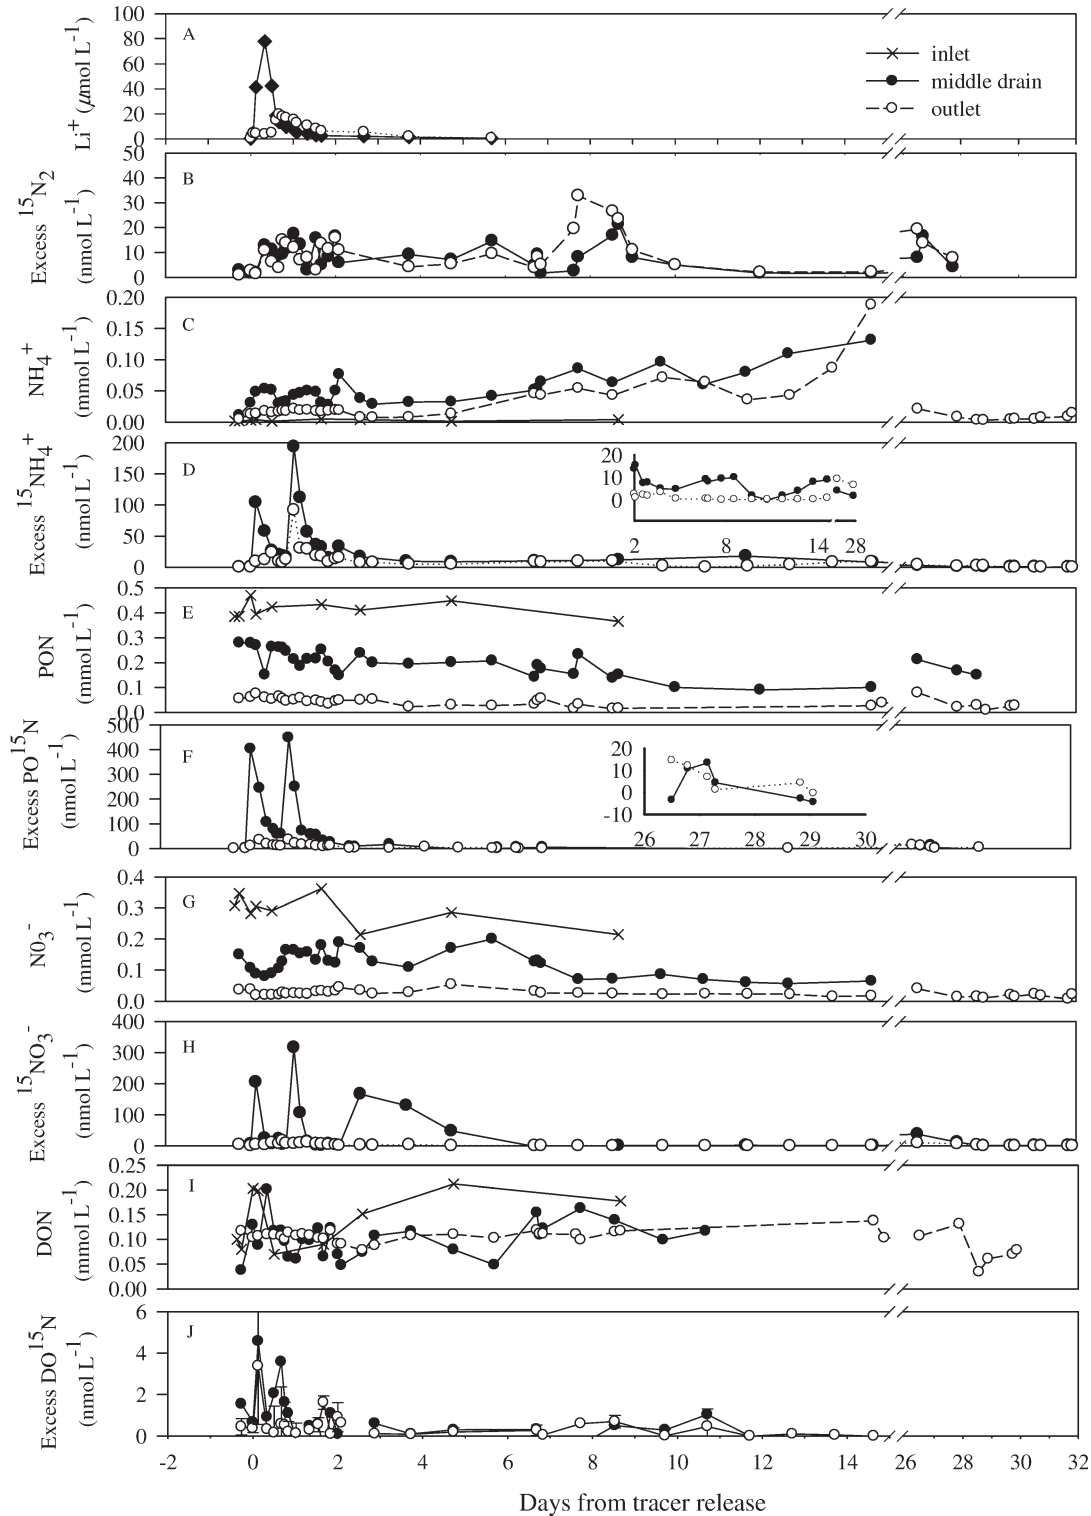 A
Li+ (µmol L-1)
100
80
60
40
20
0
inlet
middle drain
outlet
B
Excess 15N2
(nmol L-1)
50
40
30
20
10
0
C
NH4+
(mmol L-1)
0.20
0.15
0.10
0.05
0.00
D
Excess 15NH4+
(nmol L-1)
200
150
100
50
0
20
10
0
2 8 14 28
E
PON
(mmol L-1)
0.5
0.4
0.3
0.2
0.1
0.0
F
Excess PO15N
(nmol L-1)
500
400
300
200
100
0
20
10
0
-10
26 27 28 29 30
G
N03-
(mmol L-1)
0.4
0.3
0.2
0.1
0.0
H
Excess 15NO3-
(nmol L-1)
400
300
200
100
0
I
DON
(mmol L-1)
0.25
0.20
0.15
0.10
0.05
0.00
J
Excess DO15N
(nmol L-1)
6
4
2
0
-2 0 2 4 6 8 10 12 14 26 28 30 32
Days from tracer release